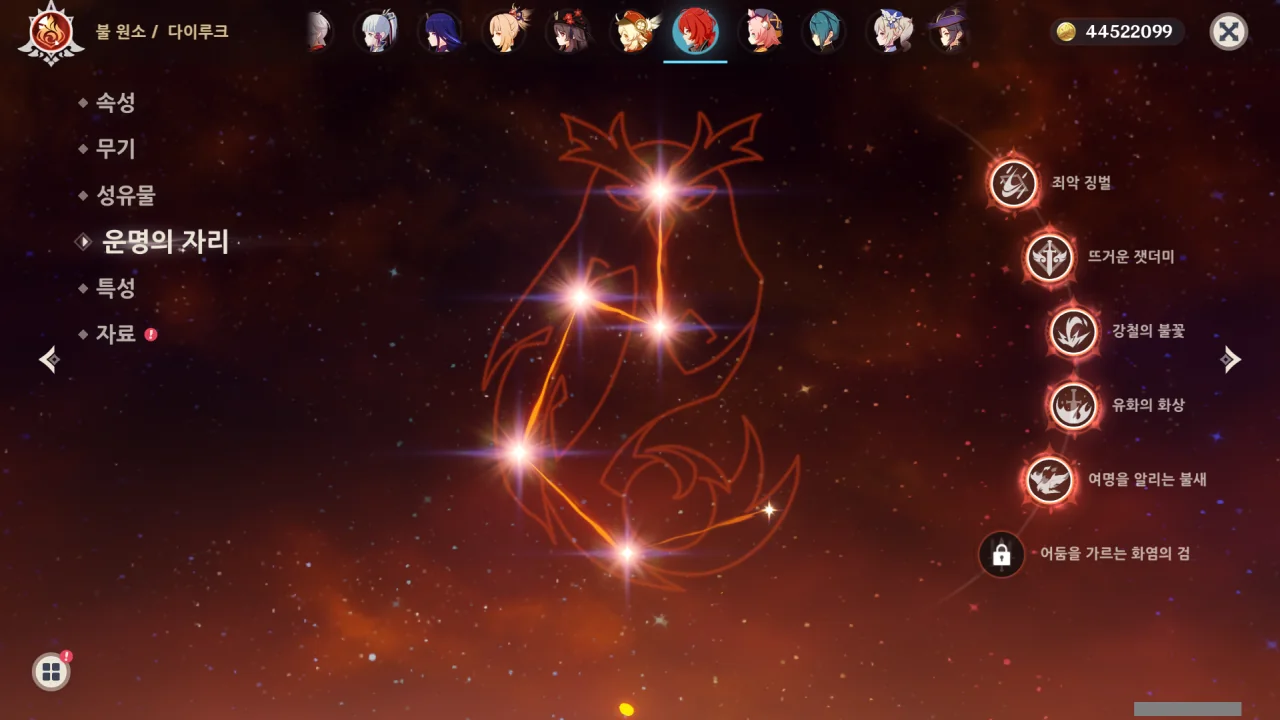 불 원소 / 다이루크
44522099
속성
무기
성유물
운명의 자리
특성
자료
죄악 징벌
뜨거운 잿더미
강철의 불꽃
유화의 화상
여명을 알리는 불새
어둠을 가르는 화염의 검